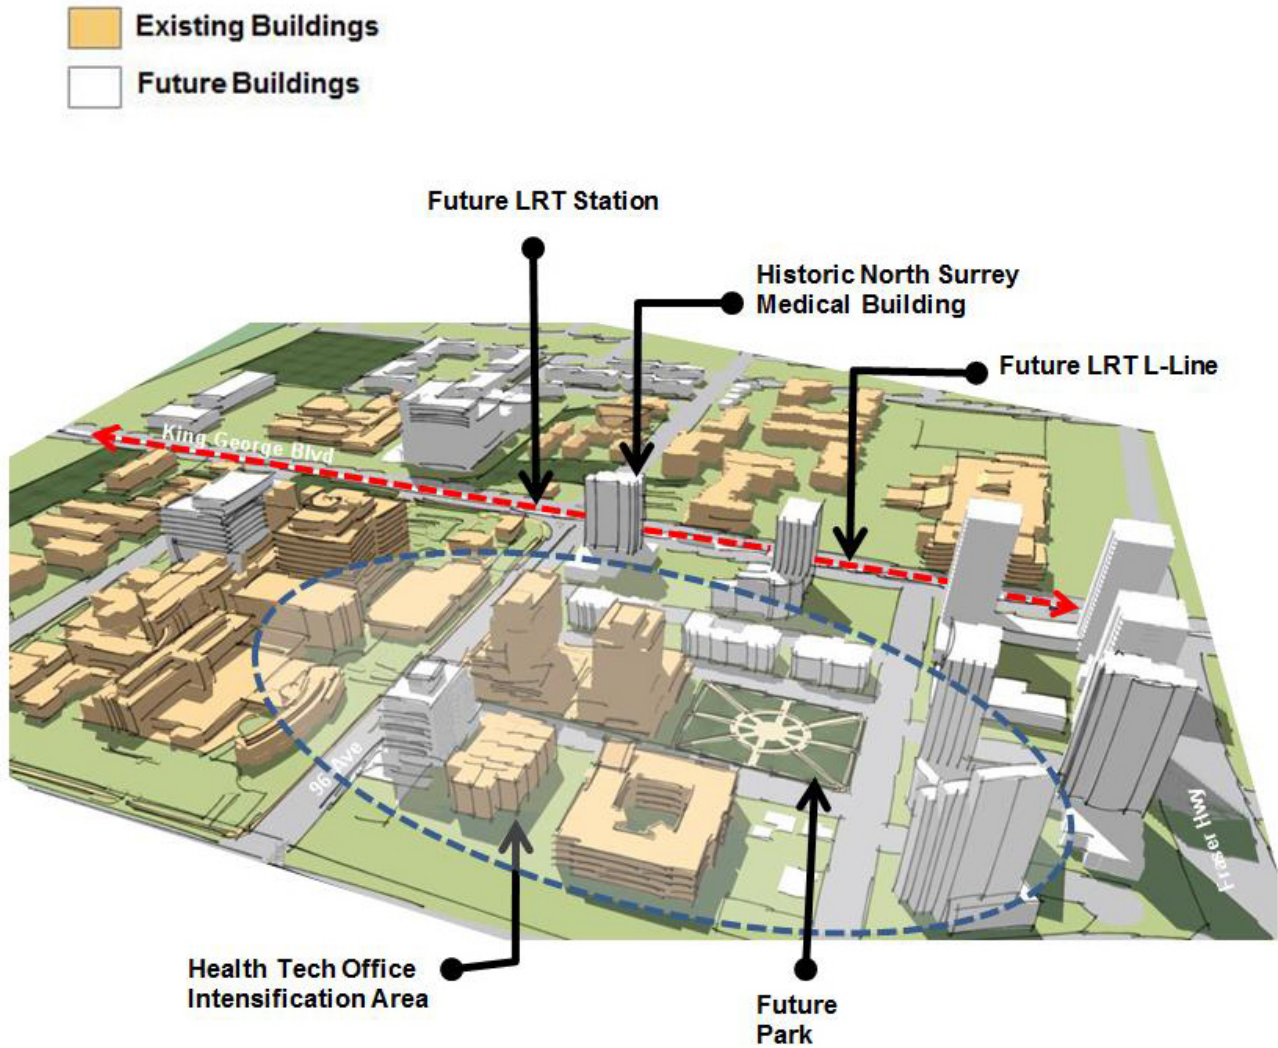 Existing Buildings
Future Buildings
Future LRT Station
Historic North Surrey
Medical Building
Future LRT L-Line
King George Blvd
96 Ave
Fraser Hwy
Health Tech Office
Intensification Area
Future
Park